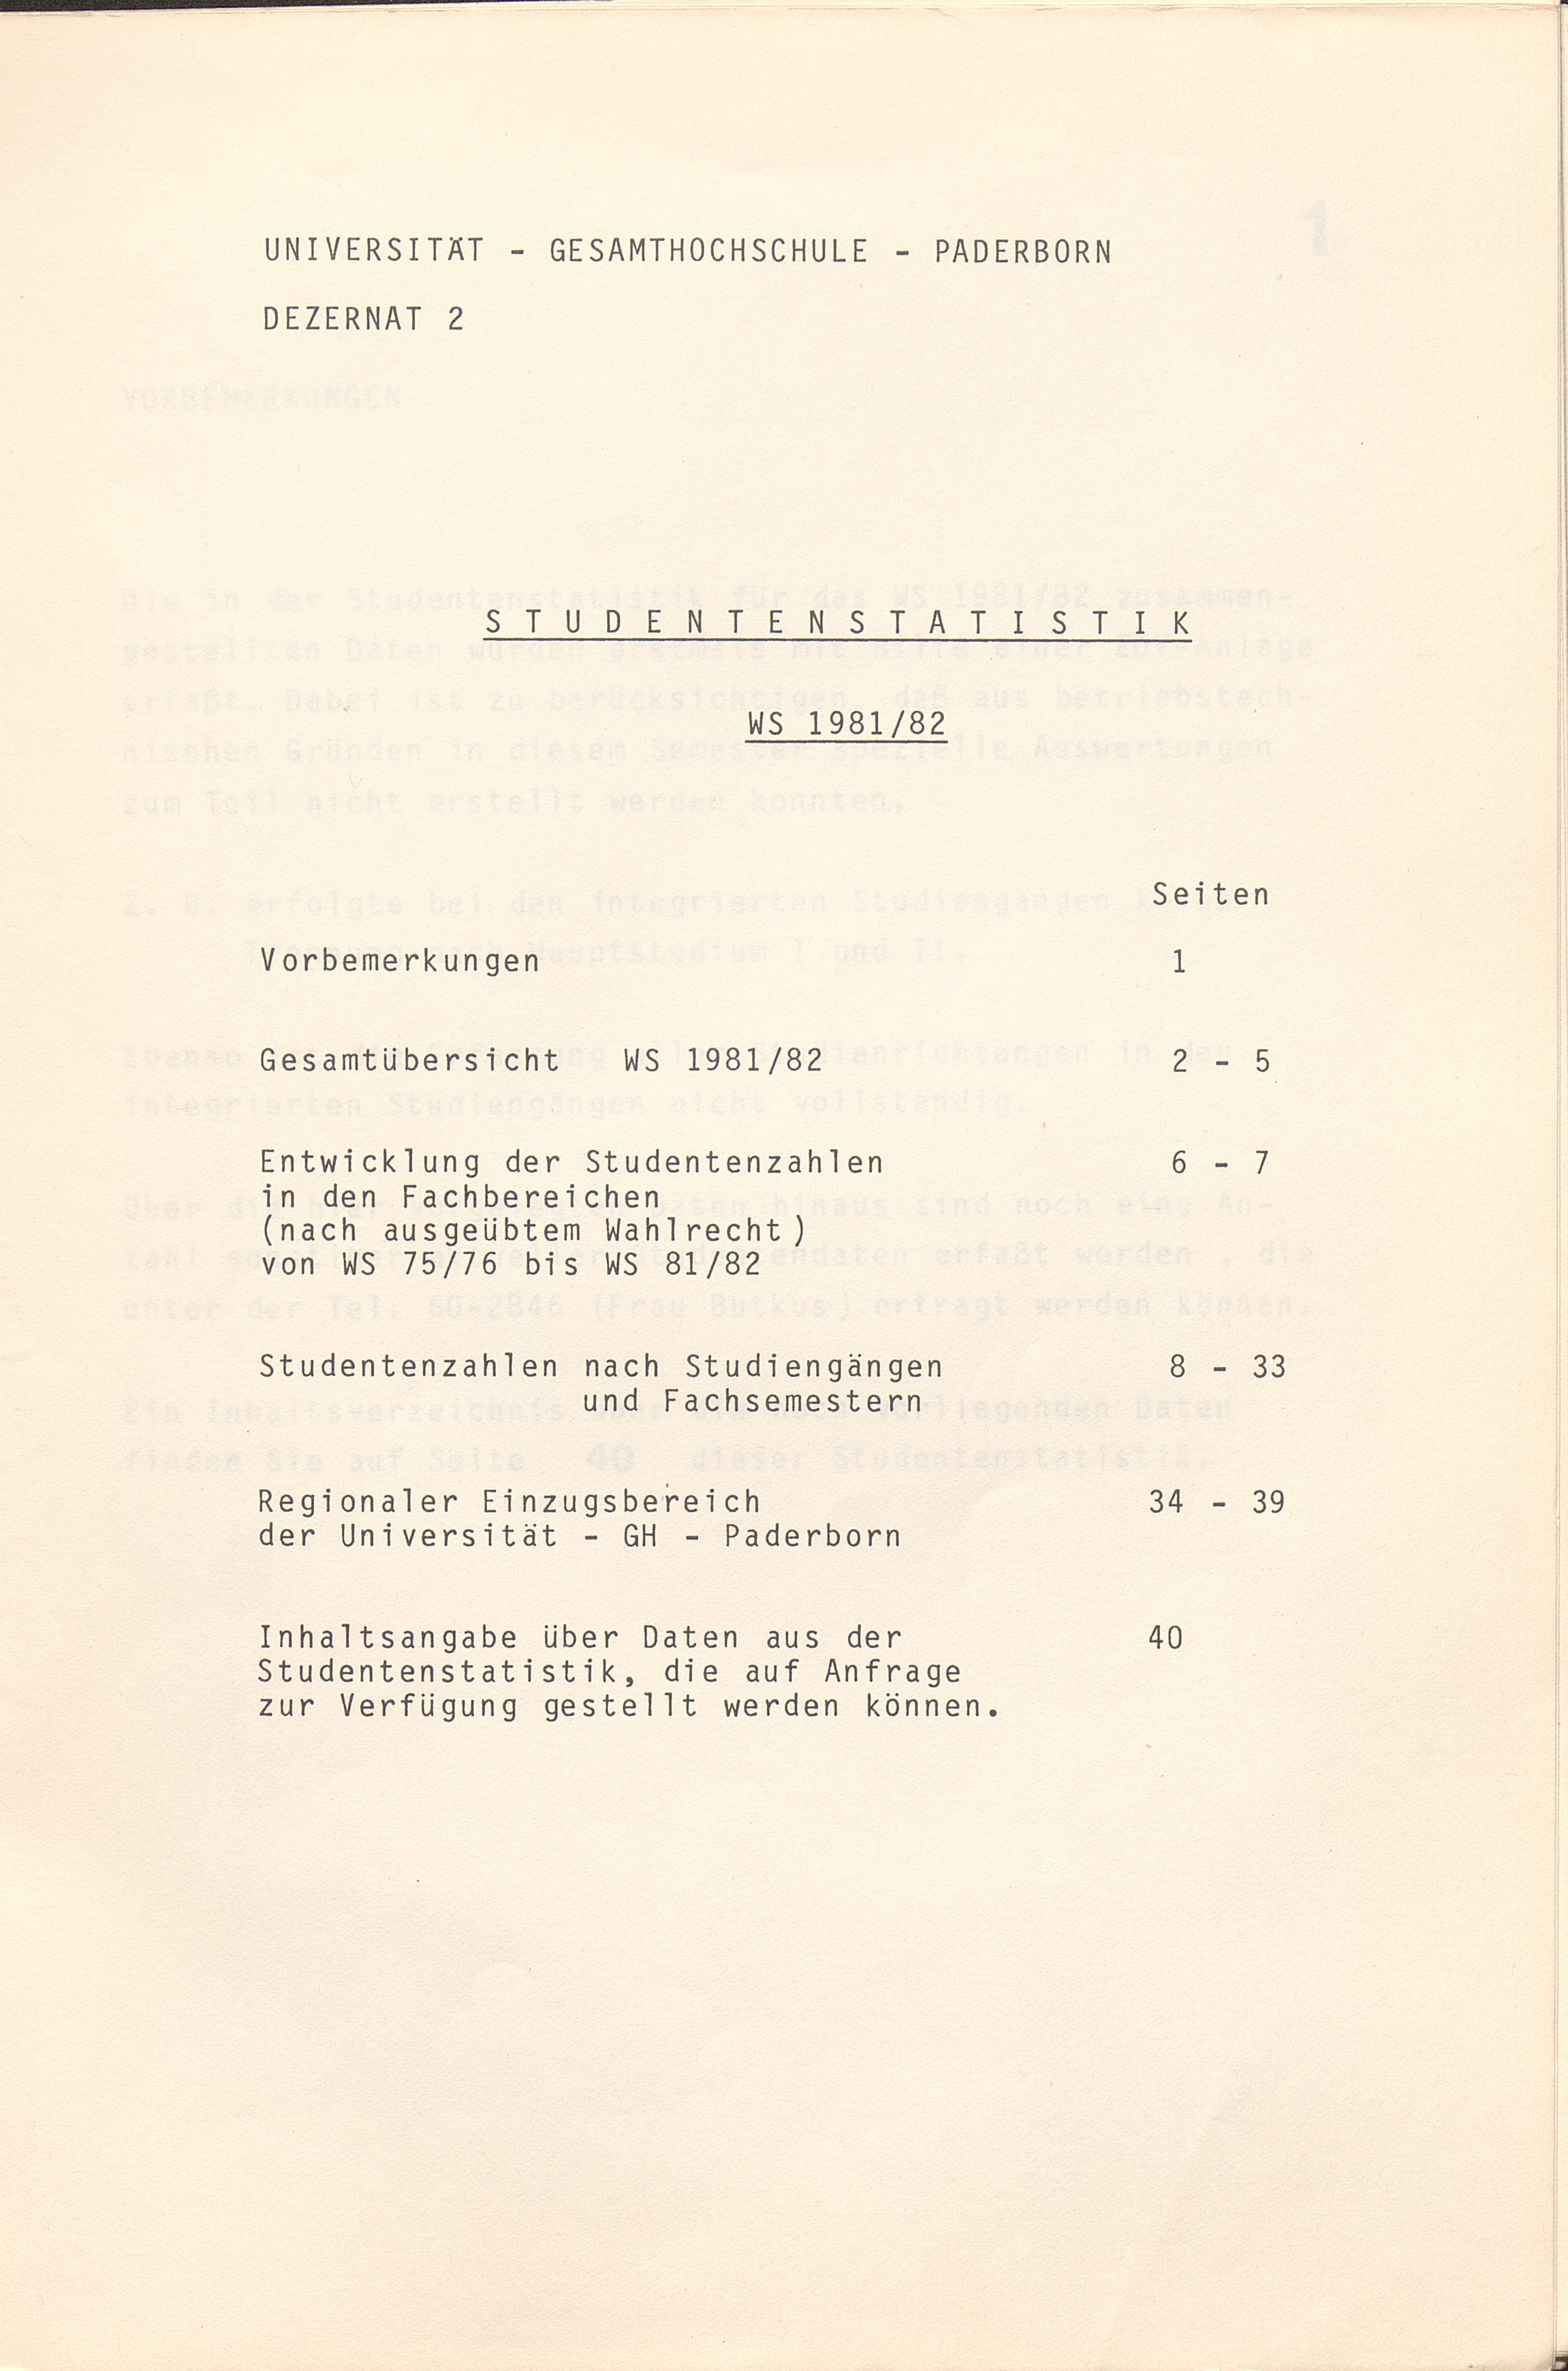 UNIVERSITÄT - GESAMTHOCHSCHULE - PADERBORN
DEZERNAT 2
STUDENTENSTATISTIK
WS 1981/82
Seiten
Vorbemerkungen 1
Gesamtübersicht WS 1981/82 2 - 5
Entwicklung der Studentenzahlen 6 - 7
in den Fachbereichen
(nach ausgeübtem Wahlrecht)
von WS 75/76 bis WS 81/82
Studentenzahlen nach Studiengängen 8 - 33
und Fachsemestern
Regionaler Einzugsbereich 34 - 39
der Universität - GH - Paderborn
Inhaltsangabe über Daten aus der 40
Studentenstatistik, die auf Anfrage
zur Verfügung gestellt werden können.